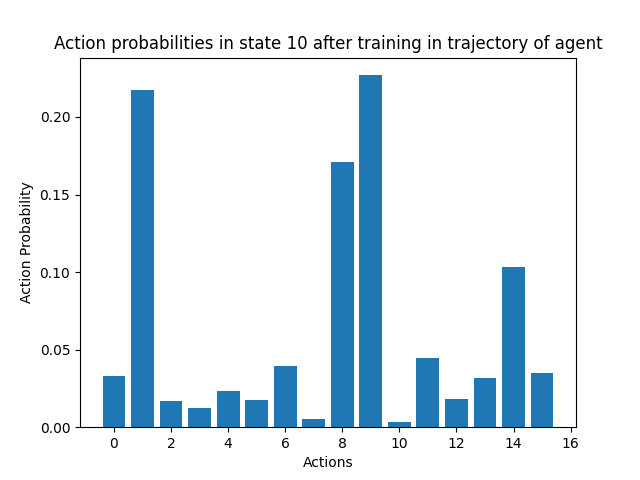 Action probabilities in state 10 after training in trajectory of agent
Action Probability
0.20
0.15
0.10
0.05
0.00
0 2 4 6 8 10 12 14 16
Actions